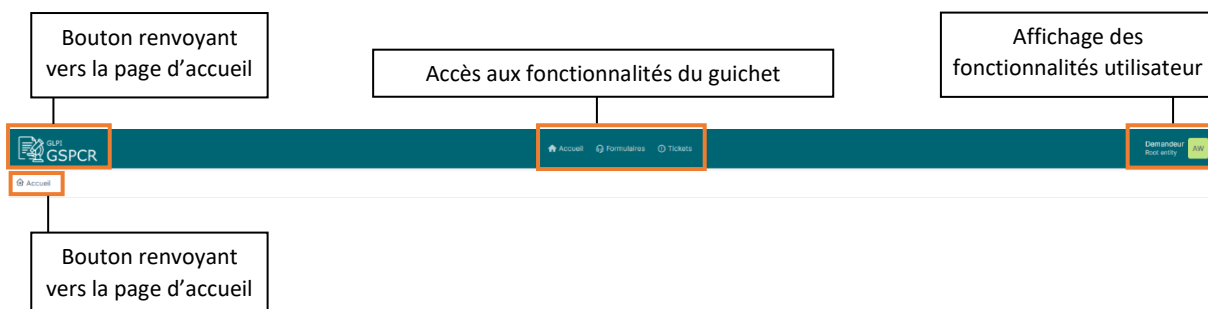 Bouton renvoyant
vers la page d’accueil
Accès aux fonctionnalités du guichet
Affichage des
fonctionnalités utilisateur
GLPI
GSPCR
Accueil Formulaires Tickets
Demandeur
Root entity
AW
Accueil
Bouton renvoyant
vers la page d’accueil